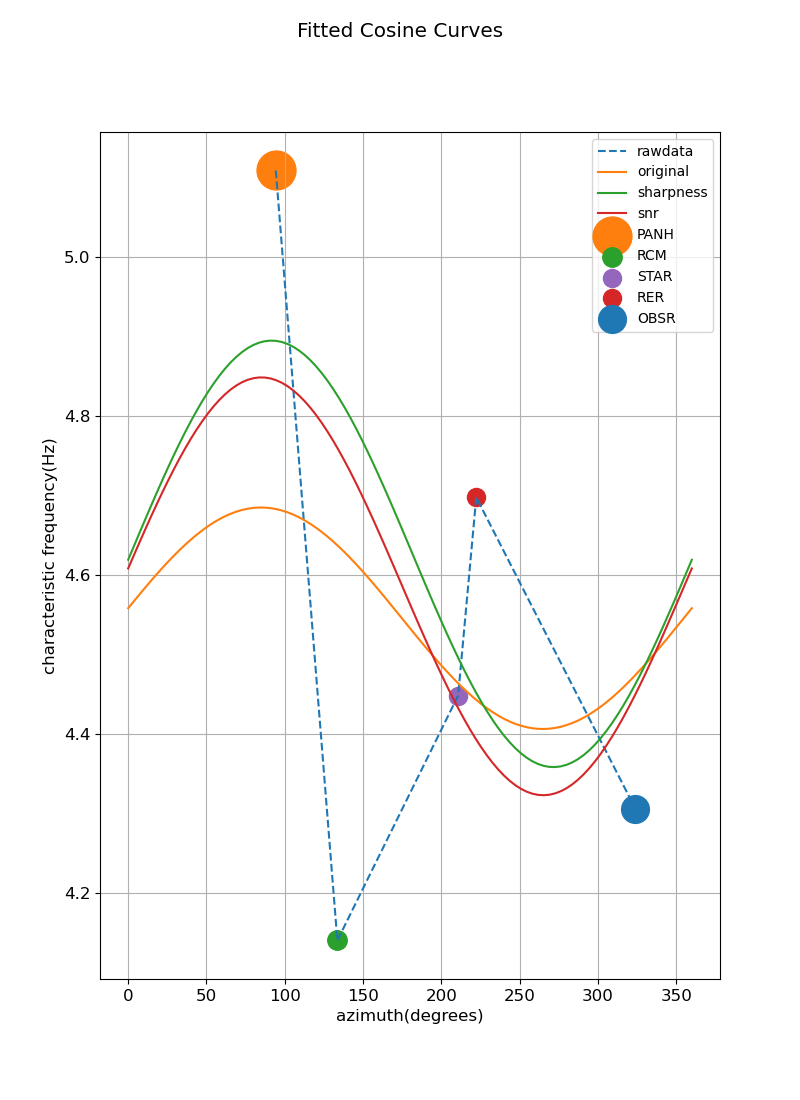 Fitted Cosine Curves
rawdata
original
sharpness
snr
PANH
RCM
STAR
RER
OBSR
5.0
4.8
4.6
4.4
4.2
characteristic frequency(Hz)
0 50 100 150 200 250 300 350
azimuth(degrees)